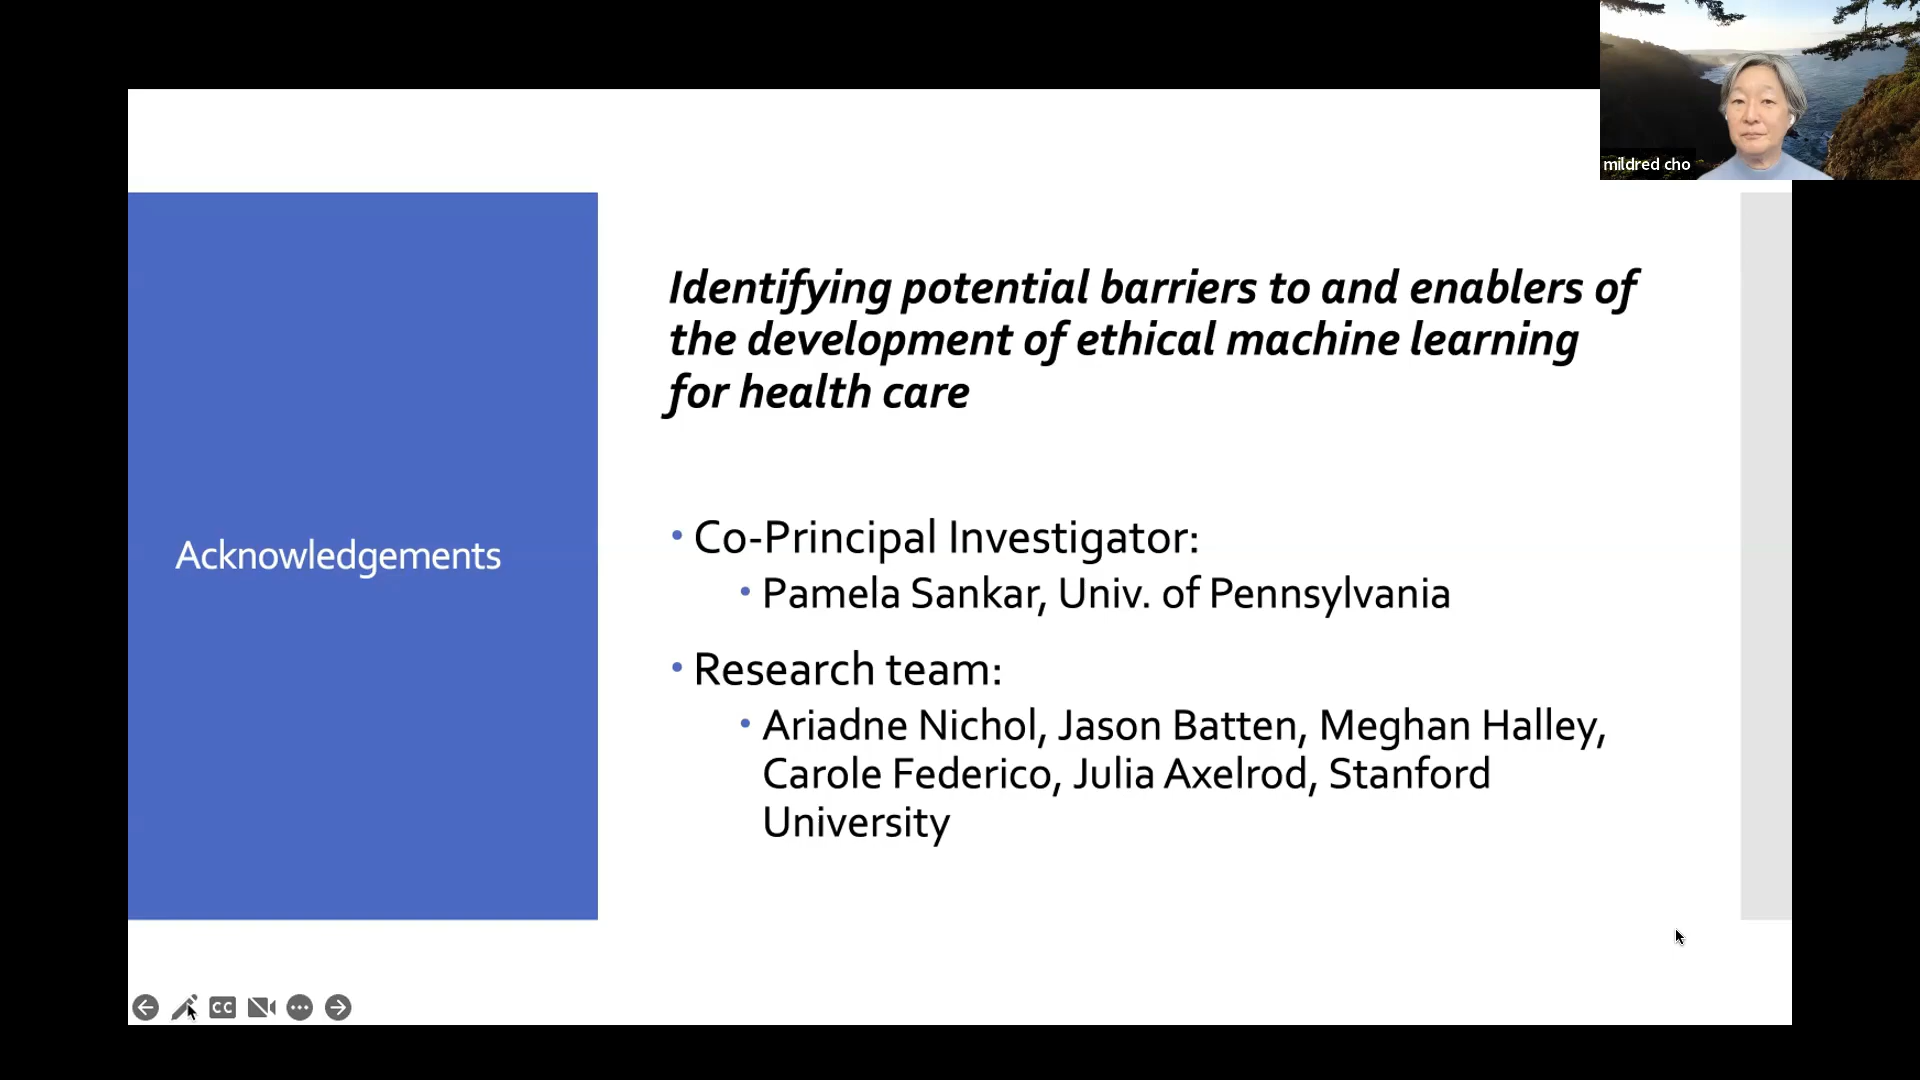 mildred cho
Acknowledgements
Identifying potential barriers to and enablers of
the development of ethical machine learning
for health care
• Co-Principal Investigator:
• Pamela Sankar, Univ. of Pennsylvania
• Research team:
• Ariadne Nichol, Jason Batten, Meghan Halley,
Carole Federico, Julia Axelrod, Stanford
University
CC